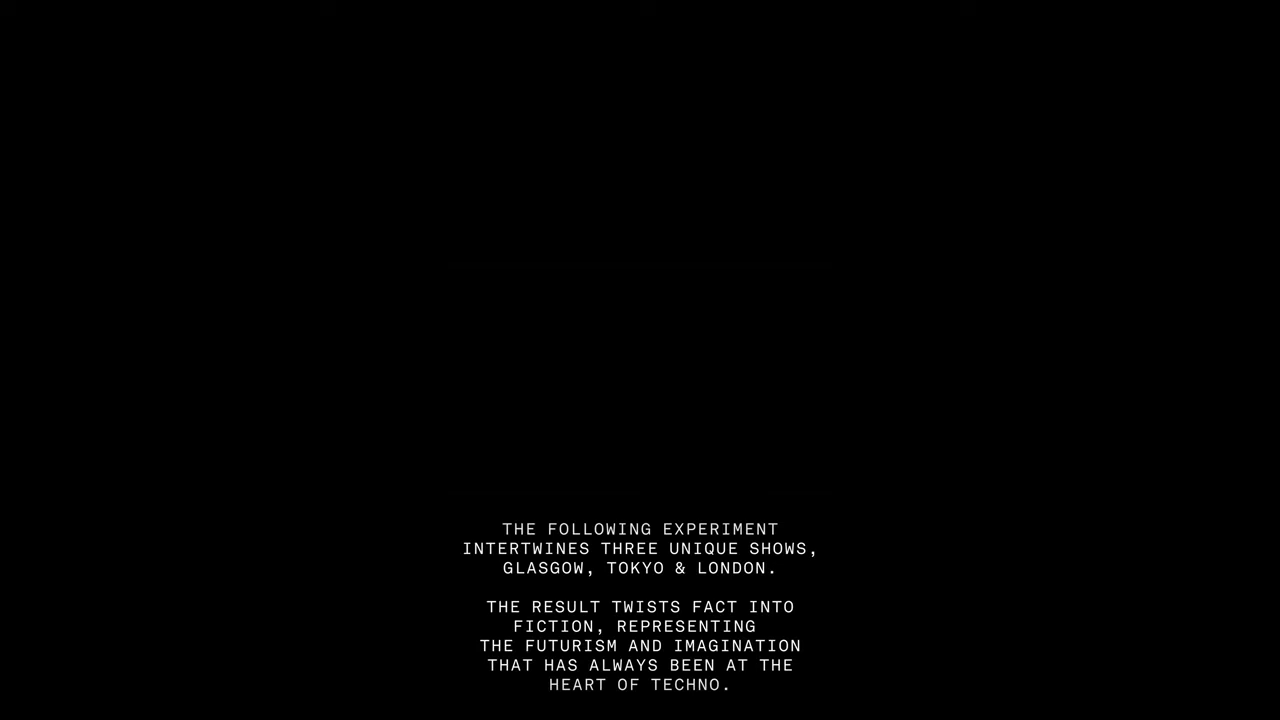 THE FOLLOWING EXPERIMENT
INTERTWINES THREE UNIQUE SHOWS,
GLASGOW, TOKYO & LONDON.
THE RESULT TWISTS FACT INTO
FICTION, REPRESENTING
THE FUTURISM AND IMAGINATION
THAT HAS ALWAYS BEEN AT THE
HEART OF TECHNO.